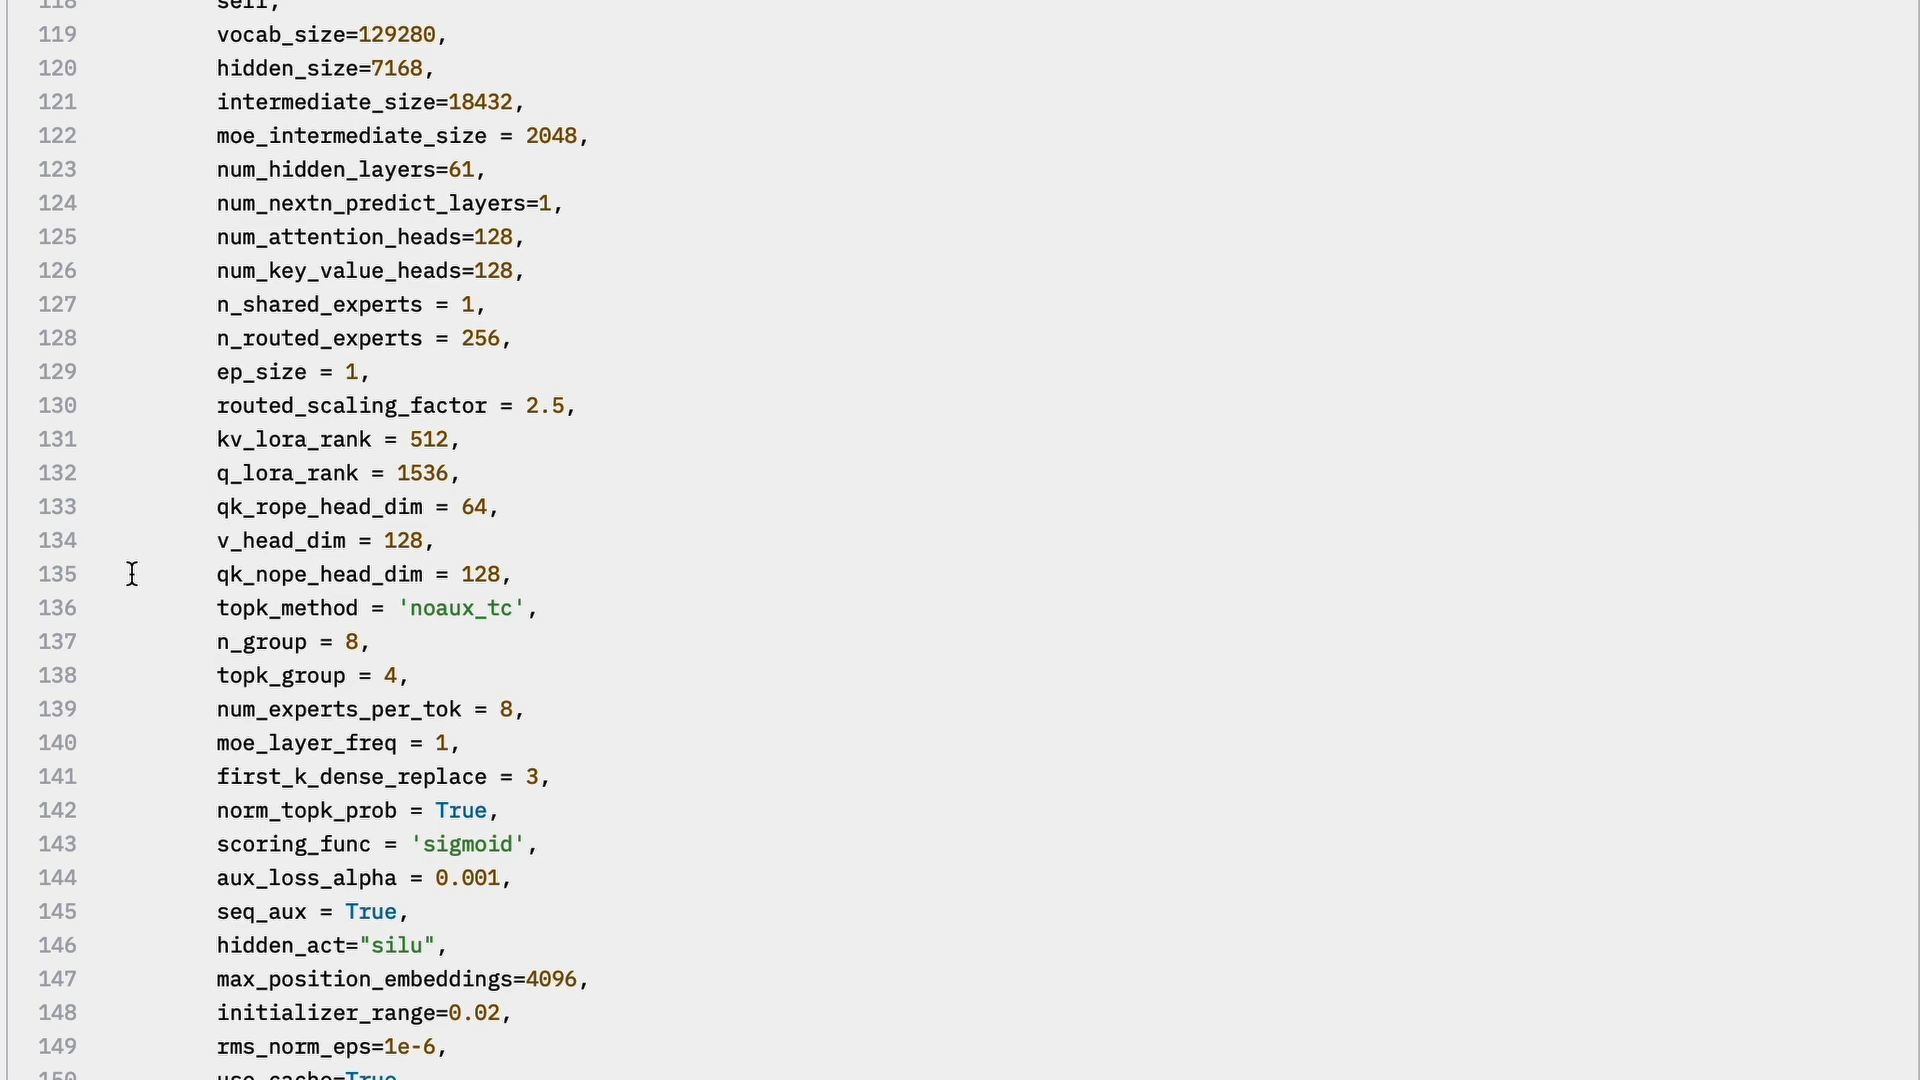 118 self,
119 vocab_size=129280,
120 hidden_size=7168,
121 intermediate_size=18432,
122 moe_intermediate_size = 2048,
123 num_hidden_layers=61,
124 num_nextn_predict_layers=1,
125 num_attention_heads=128,
126 num_key_value_heads=128,
127 n_shared_experts = 1,
128 n_routed_experts = 256,
129 ep_size = 1,
130 routed_scaling_factor = 2.5,
131 kv_lora_rank = 512,
132 q_lora_rank = 1536,
133 qk_rope_head_dim = 64,
134 v_head_dim = 128,
135 qk_nope_head_dim = 128,
136 topk_method = 'noaux_tc',
137 n_group = 8,
138 topk_group = 4,
139 num_experts_per_tok = 8,
140 moe_layer_freq = 1,
141 first_k_dense_replace = 3,
142 norm_topk_prob = True,
143 scoring_func = 'sigmoid',
144 aux_loss_alpha = 0.001,
145 seq_aux = True,
146 hidden_act="silu",
147 max_position_embeddings=4096,
148 initializer_range=0.02,
149 rms_norm_eps=1e-6,
150 use_cache=True